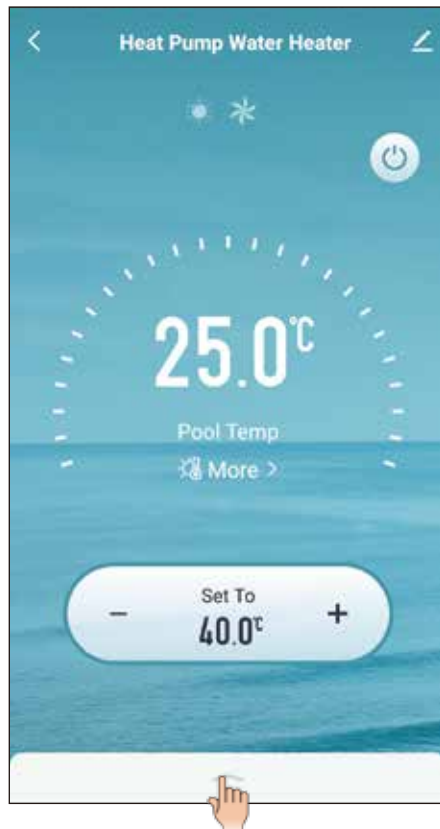 Heat Pump Water Heater
25.0℃
Pool Temp
More >
Set To
− 40.0℃ +